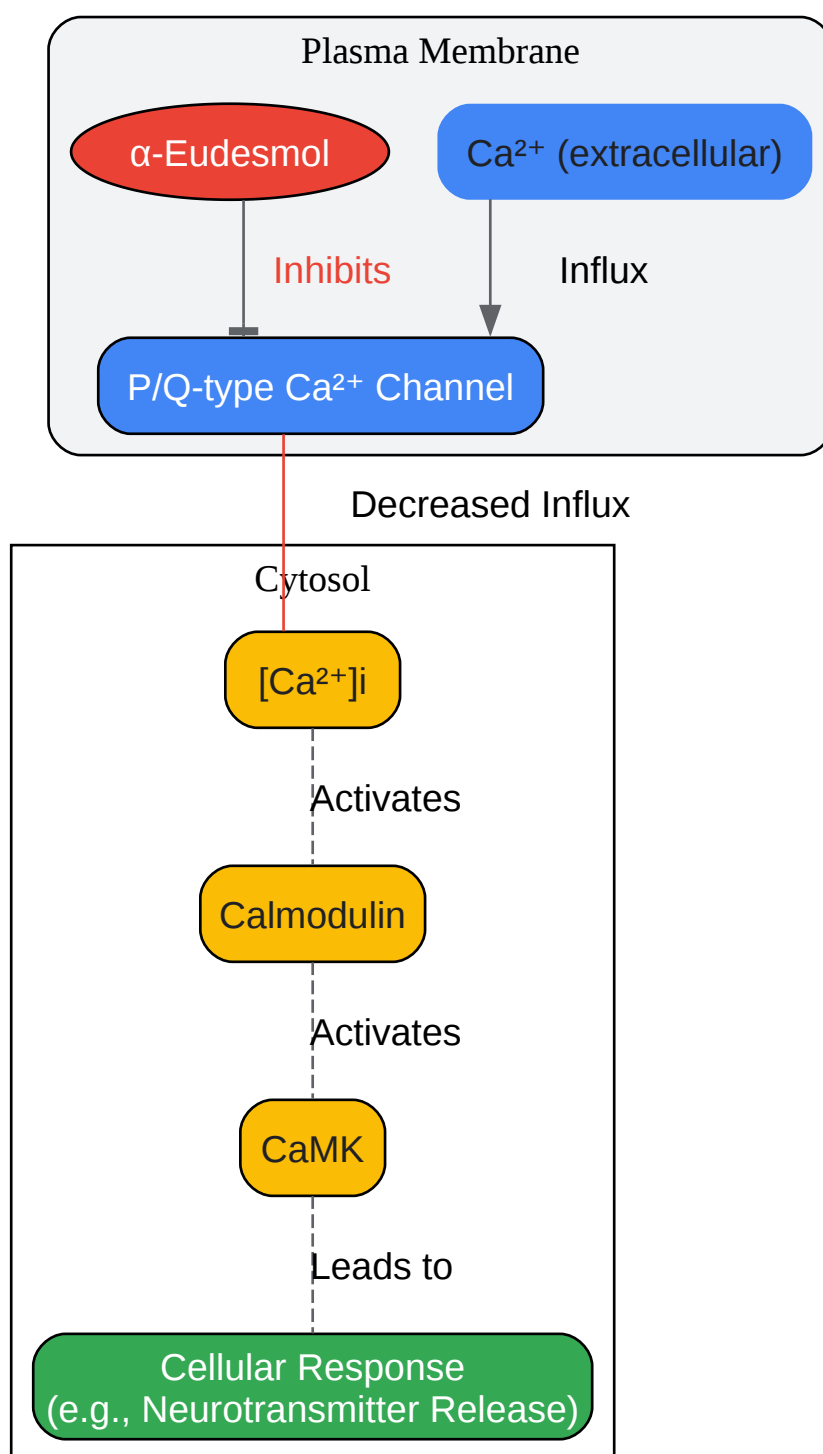 Plasma Membrane
α-Eudesmol
Ca²⁺ (extracellular)
Inhibits
Influx
P/Q-type Ca²⁺ Channel
Decreased Influx
Cytosol
[Ca²⁺]i
Activates
Calmodulin
Activates
CaMK
Leads to
Cellular Response
(e.g., Neurotransmitter Release)